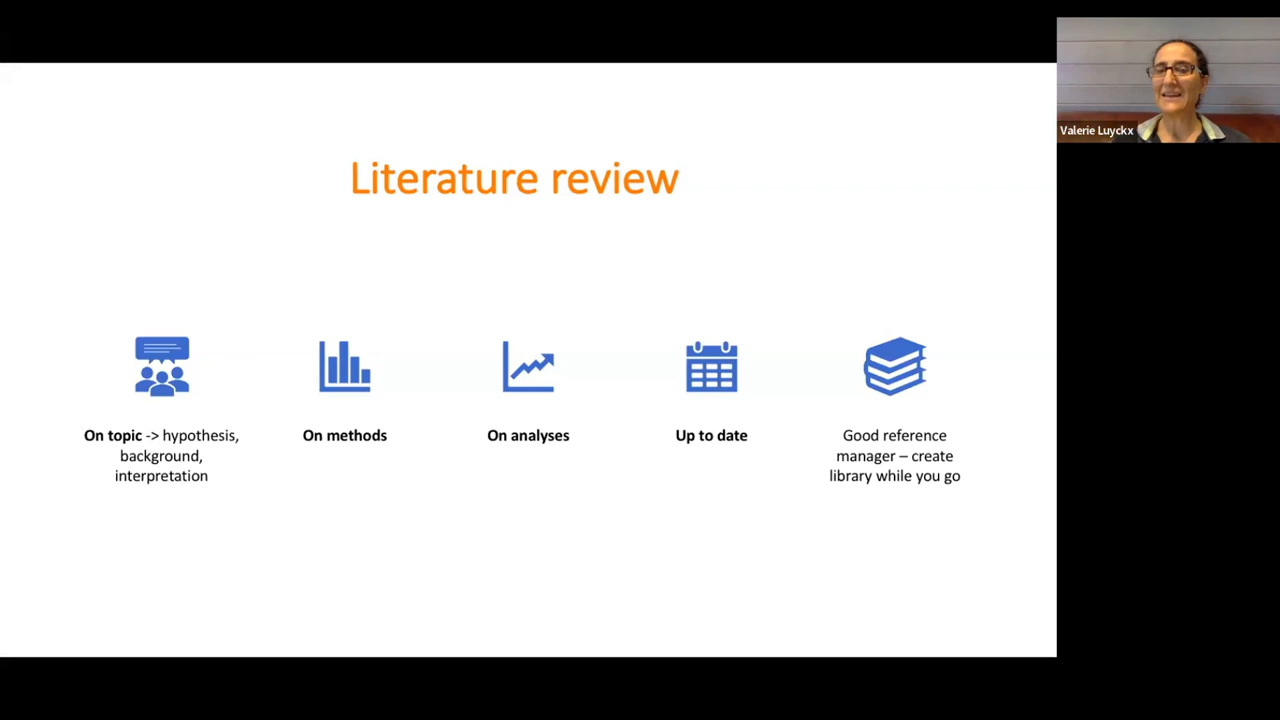 Literature review
On topic -> hypothesis,
background,
interpretation
On methods
On analyses
Up to date
Good reference
manager – create
library while you go
Valerie Luyckx